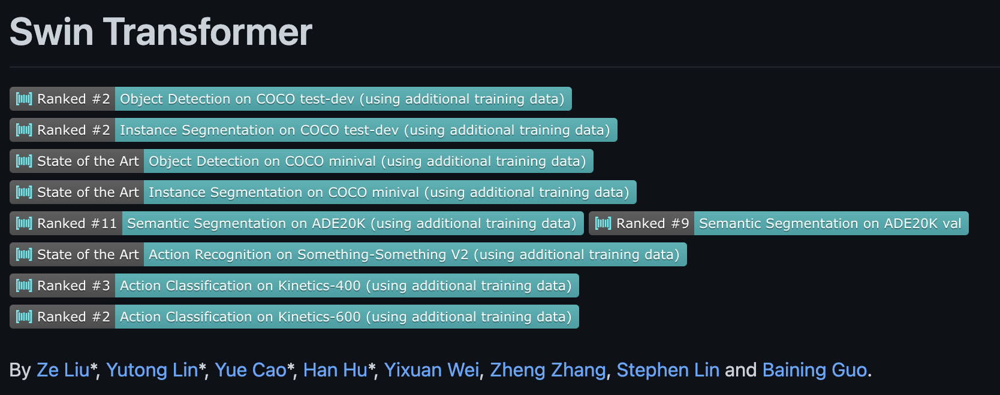 Swin Transformer
Ranked #2 Object Detection on COCO test-dev (using additional training data)
Ranked #2 Instance Segmentation on COCO test-dev (using additional training data)
State of the Art Object Detection on COCO minival (using additional training data)
State of the Art Instance Segmentation on COCO minival (using additional training data)
Ranked #11 Semantic Segmentation on ADE20K (using additional training data) Ranked #9 Semantic Segmentation on ADE20K val
State of the Art Action Recognition on Something-Something V2 (using additional training data)
Ranked #3 Action Classification on Kinetics-400 (using additional training data)
Ranked #2 Action Classification on Kinetics-600 (using additional training data)
By Ze Liu*, Yutong Lin*, Yue Cao*, Han Hu*, Yixuan Wei, Zheng Zhang, Stephen Lin and Baining Guo.